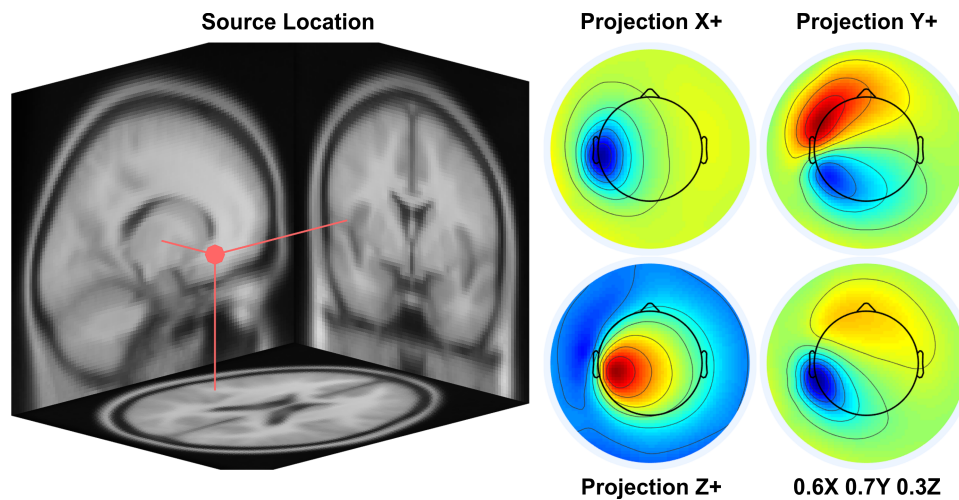 Source Location
Projection X+
Projection Y+
Projection Z+
0.6X 0.7Y 0.3Z